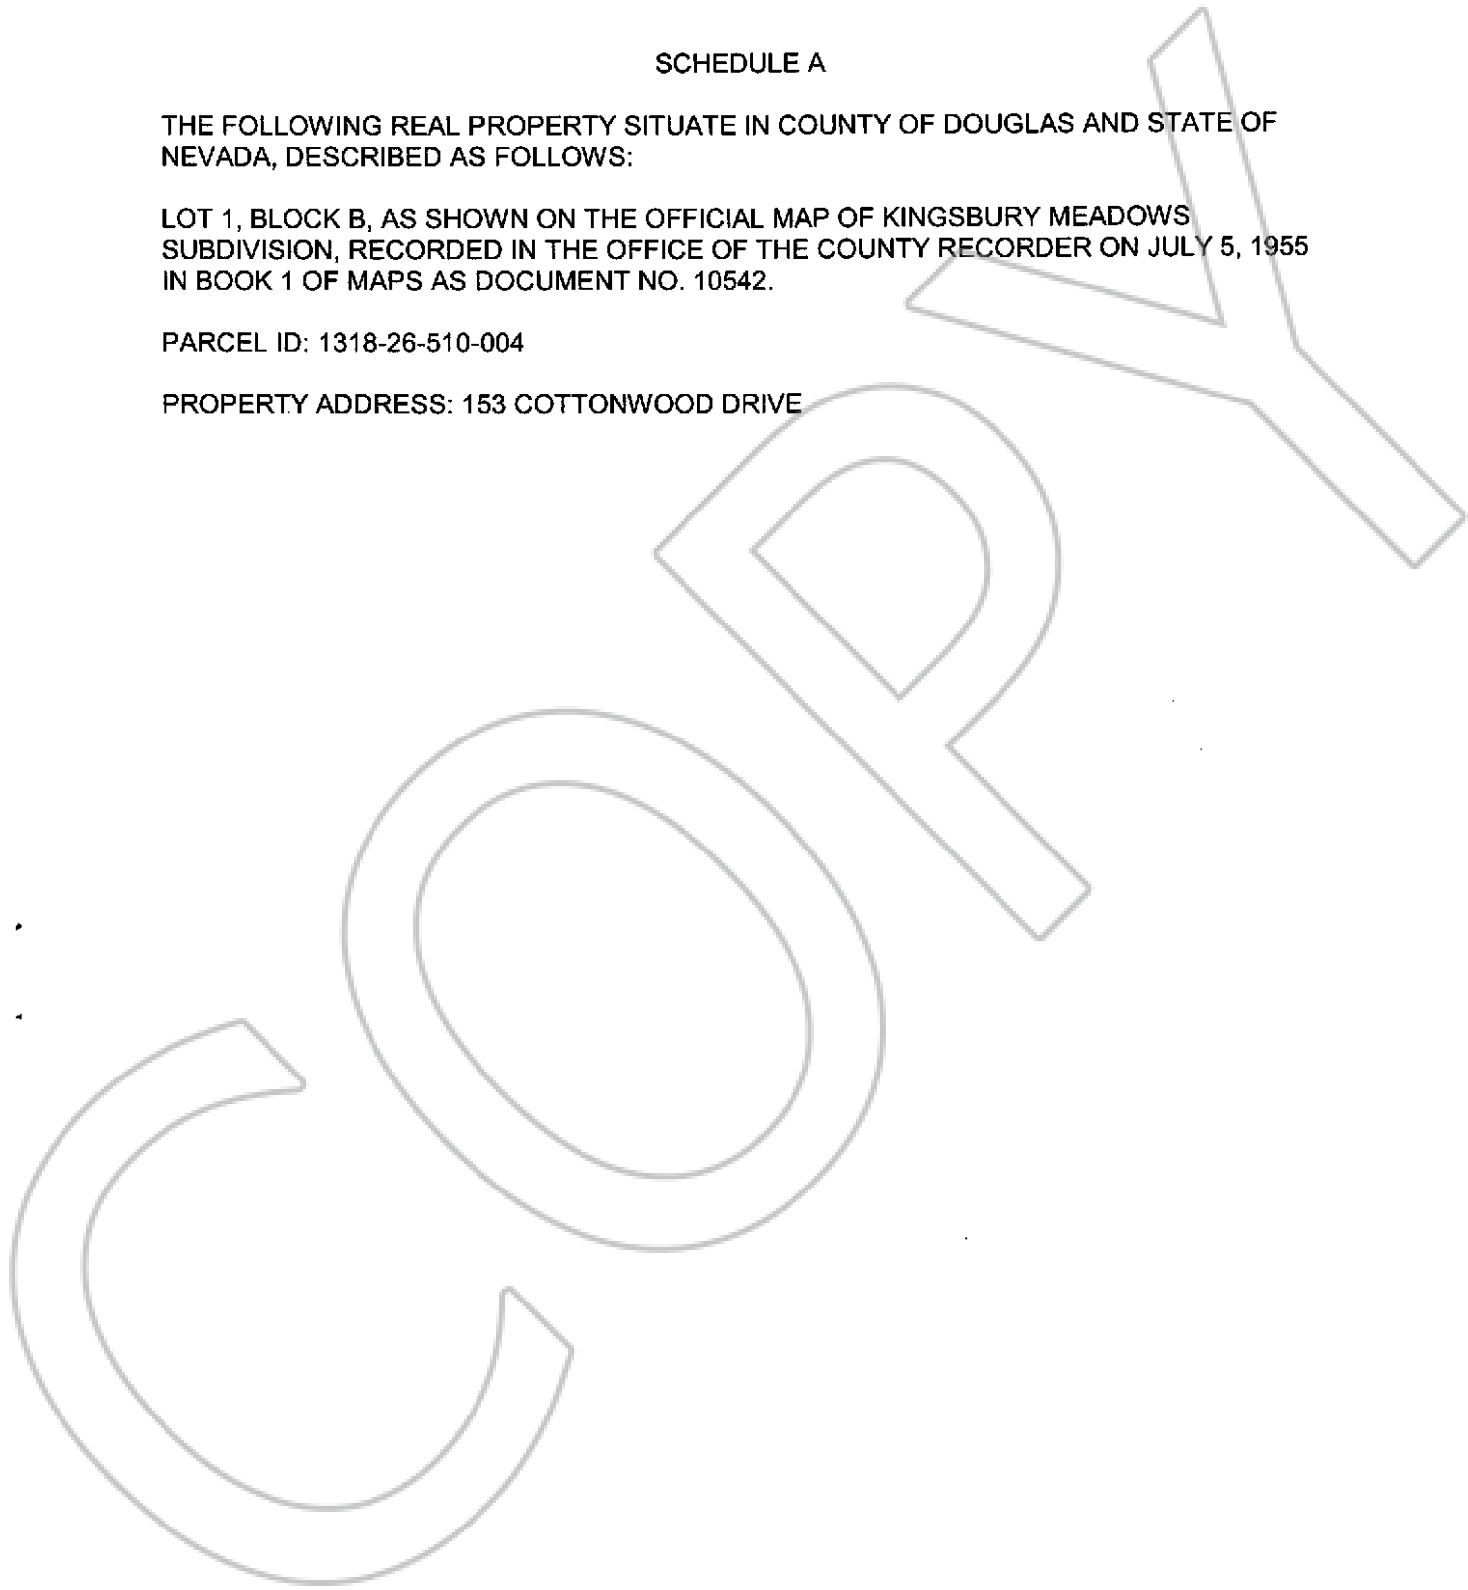 SCHEDULE A
THE FOLLOWING REAL PROPERTY SITUATE IN COUNTY OF DOUGLAS AND STATE OF
NEVADA, DESCRIBED AS FOLLOWS:
LOT 1, BLOCK B, AS SHOWN ON THE OFFICIAL MAP OF KINGSBURY MEADOWS
SUBDIVISION, RECORDED IN THE OFFICE OF THE COUNTY RECORDER ON JULY 5, 1955
IN BOOK 1 OF MAPS AS DOCUMENT NO. 10542.
PARCEL ID: 1318-26-510-004
PROPERTY ADDRESS: 153 COTTONWOOD DRIVE
COPY